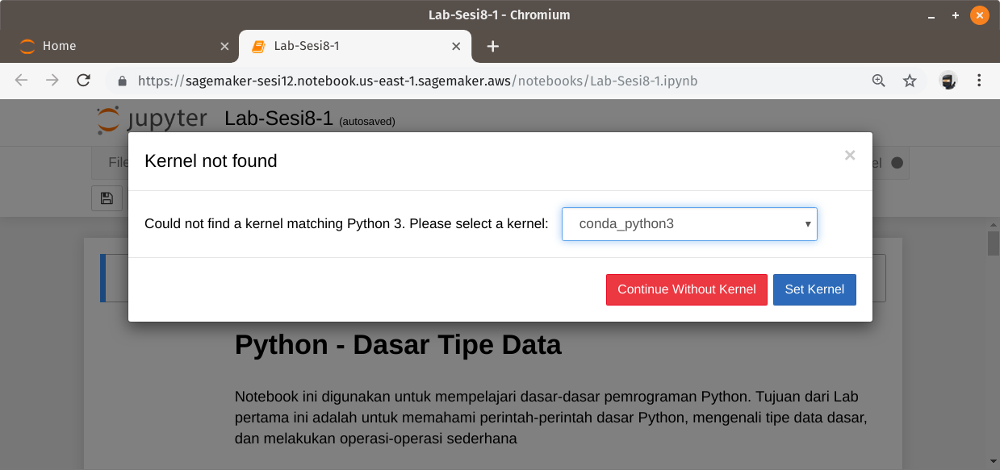 Lab-Sesi8-1 - Chromium
Home
Lab-Sesi8-1
https://sagemaker-sesi12.notebook.us-east-1.sagemaker.aws/notebooks/Lab-Sesi8-1.ipynb
jupyter Lab-Sesi8-1 (autosaved)
Kernel not found
File
Could not find a kernel matching Python 3. Please select a kernel: conda_python3
Continue Without Kernel Set Kernel
Python - Dasar Tipe Data
Notebook ini digunakan untuk mempelajari dasar-dasar pemrograman Python. Tujuan dari Lab
pertama ini adalah untuk memahami perintah-perintah dasar Python, mengenali tipe data dasar,
dan melakukan operasi-operasi sederhana